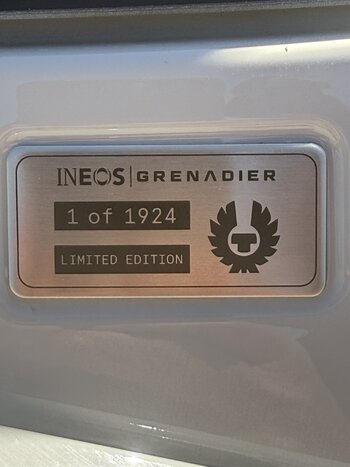 INEOS | GRENADIER
1 of 1924
LIMITED EDITION